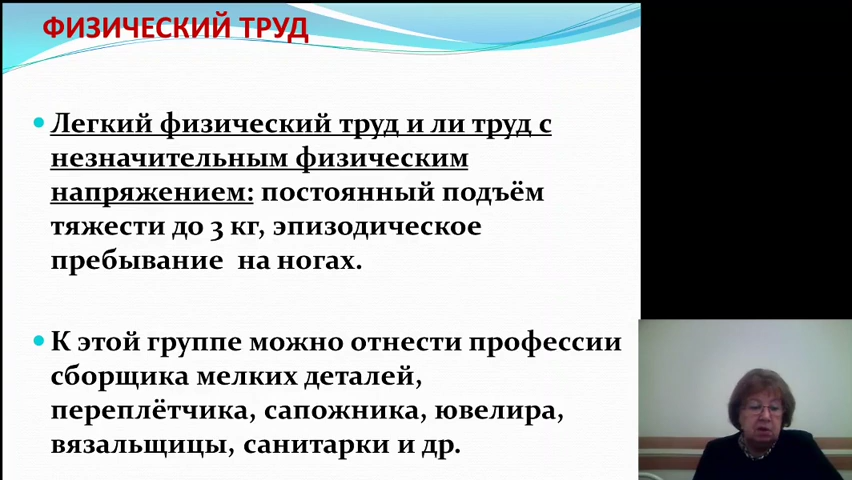 ФИЗИЧЕСКИЙ ТРУД
Легкий физический труд и ли труд с
незначительным физическим
напряжением: постоянный подъём
тяжести до 3 кг, эпизодическое
пребывание на ногах.
К этой группе можно отнести профессии
сборщика мелких деталей,
переплётчика, сапожника, ювелира,
вязальщицы, санитарки и др.